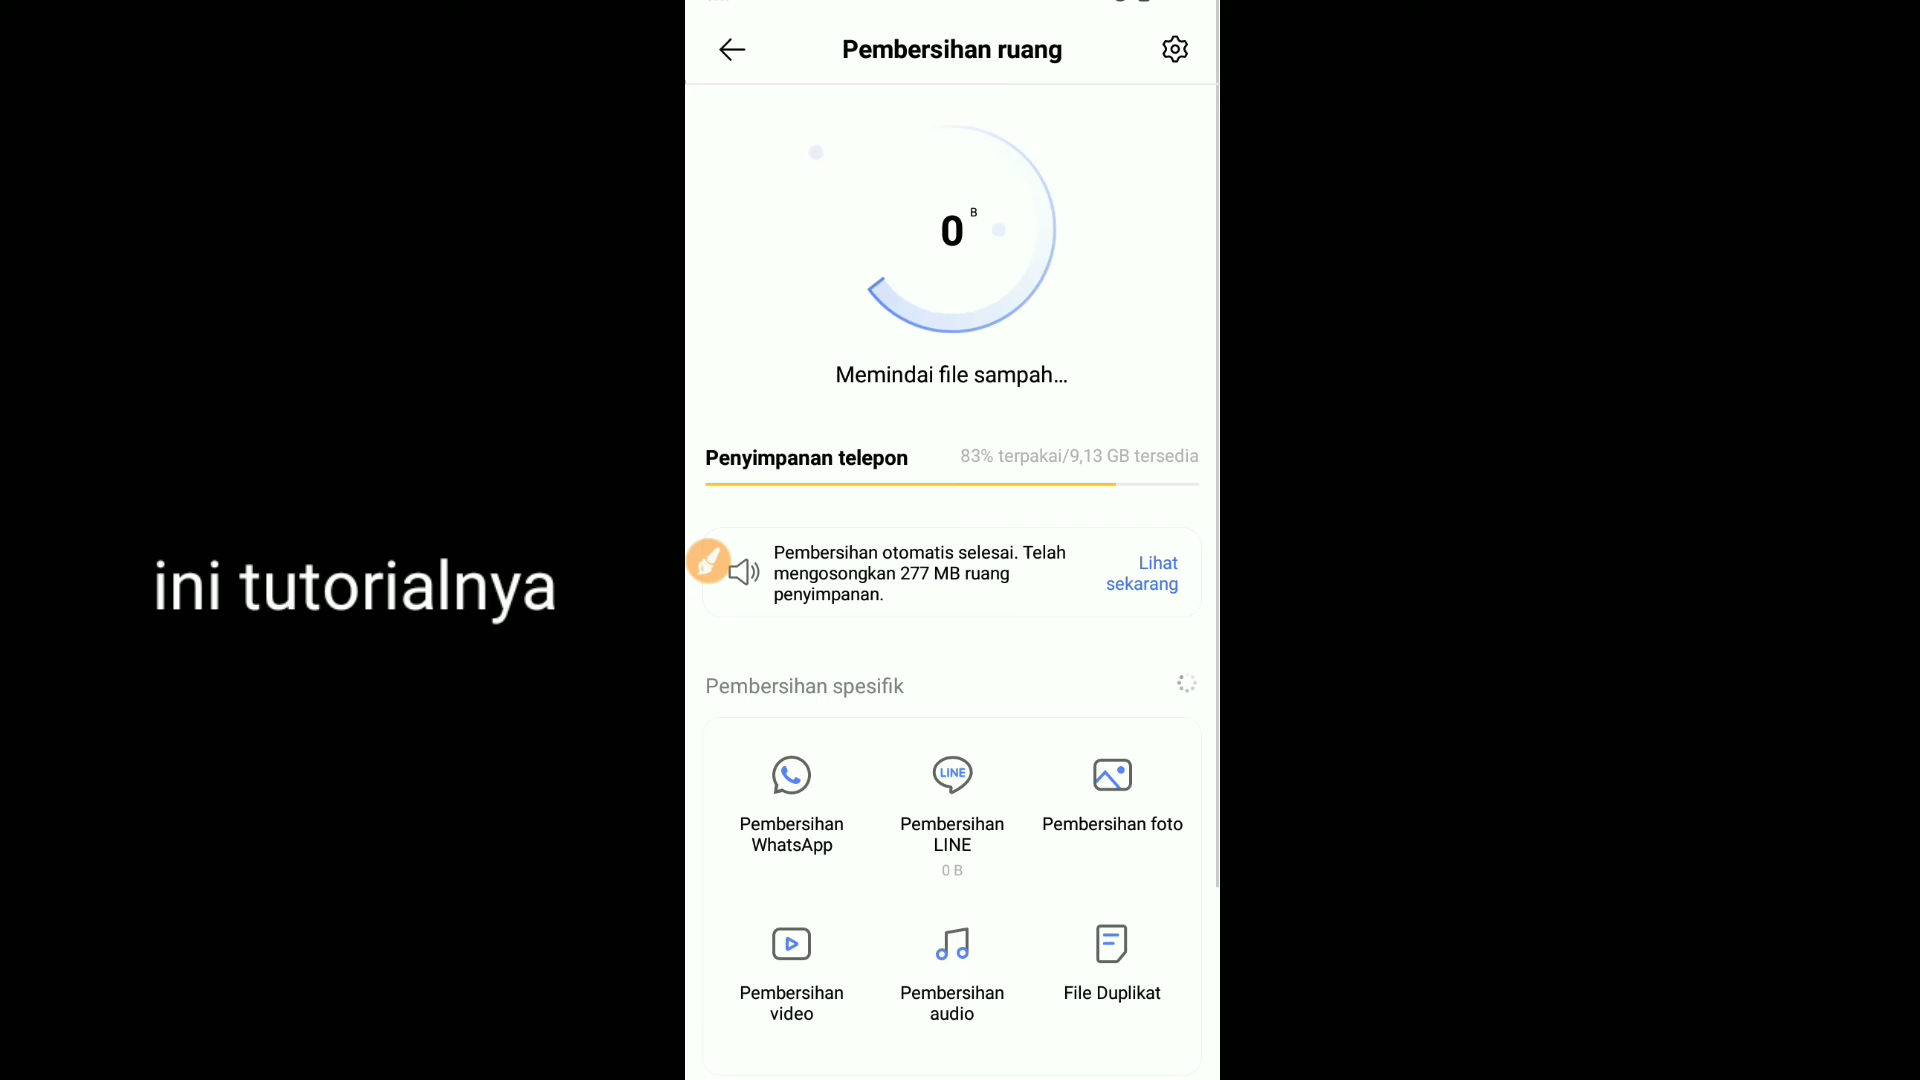 Pembersihan ruang
0 B
Memindai file sampah...
Penyimpanan telepon 83% terpakai/9,13 GB tersedia
ini tutorialnya
Pembersihan otomatis selesai. Telah
mengosongkan 277 MB ruang
penyimpanan.
Lihat
sekarang
Pembersihan spesifik
Pembersihan
WhatsApp
LINE
Pembersihan
LINE
0 B
Pembersihan foto
Pembersihan
video
Pembersihan
audio
File Duplikat